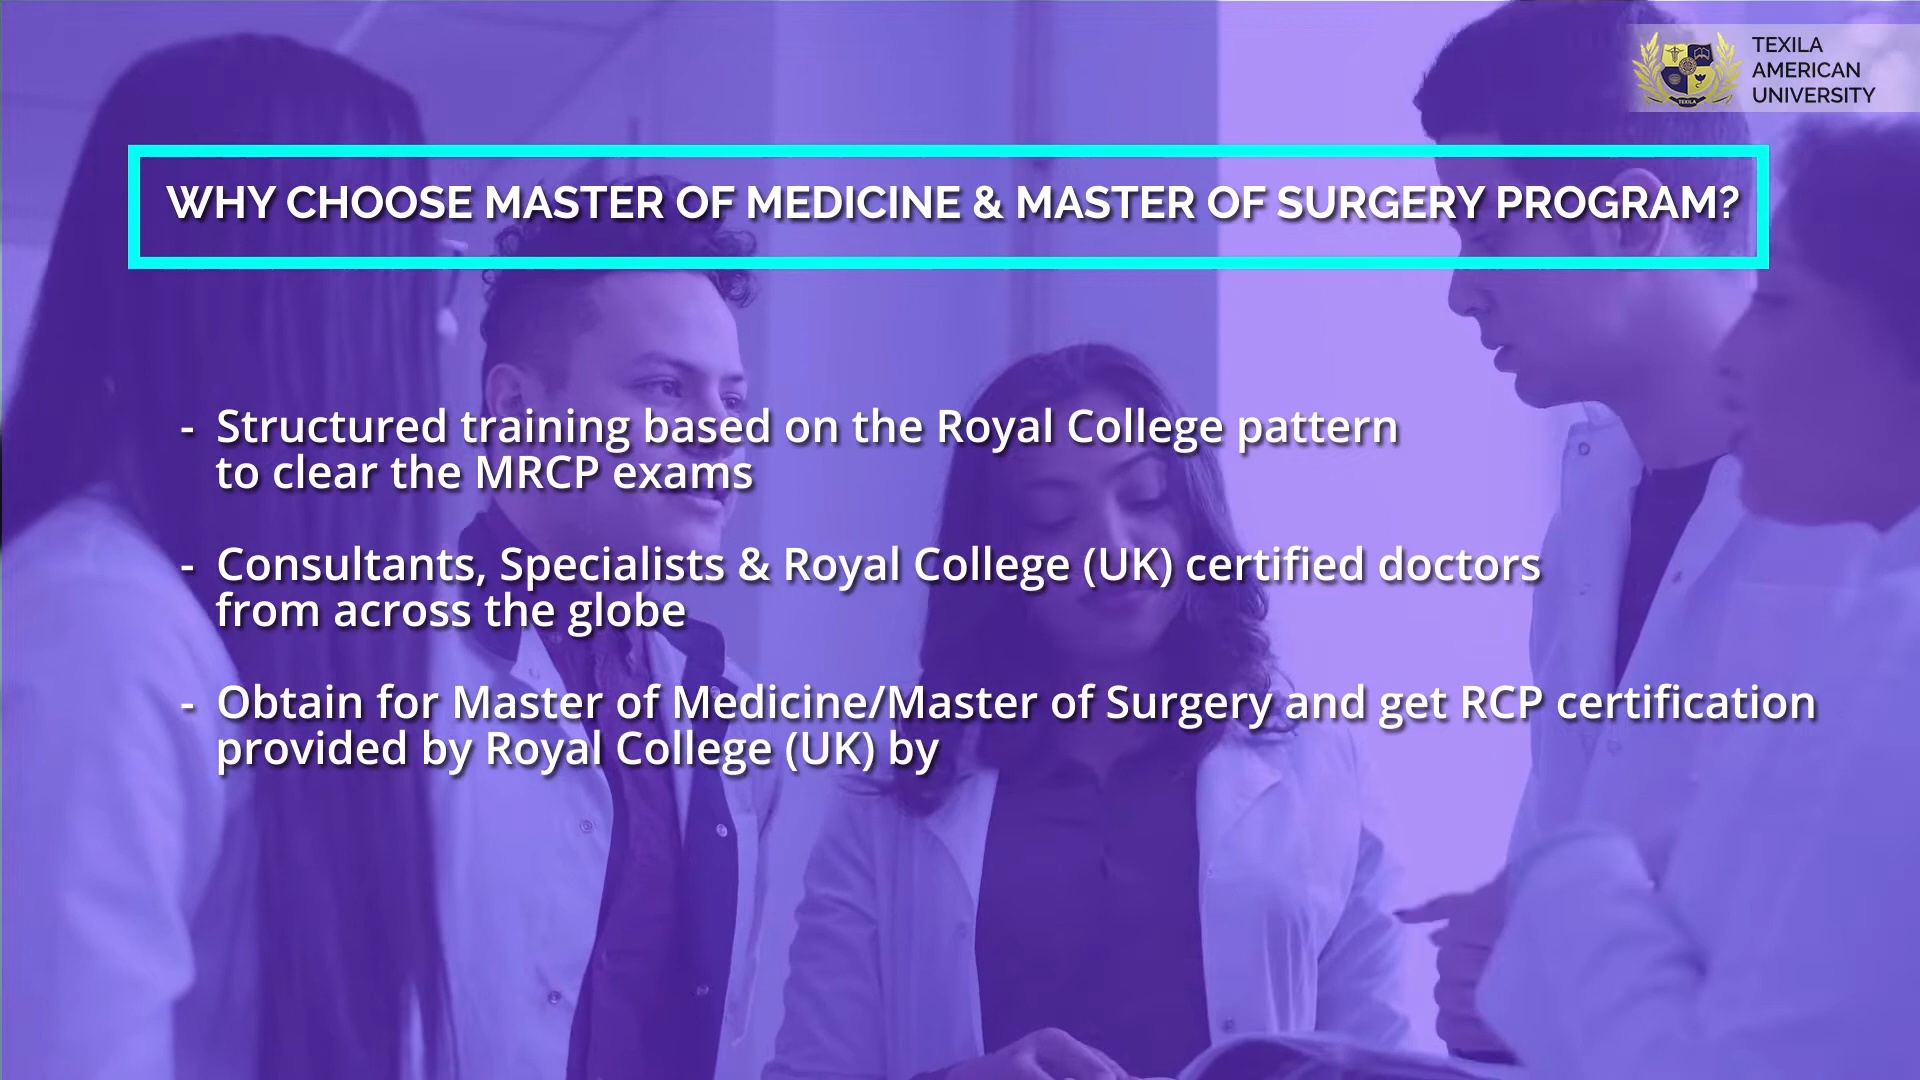 TEXILA
AMERICAN
UNIVERSITY
WHY CHOOSE MASTER OF MEDICINE & MASTER OF SURGERY PROGRAM?
- Structured training based on the Royal College pattern
to clear the MRCP exams
- Consultants, Specialists & Royal College (UK) certified doctors
from across the globe
- Obtain for Master of Medicine/Master of Surgery and get RCP certification
provided by Royal College (UK) by